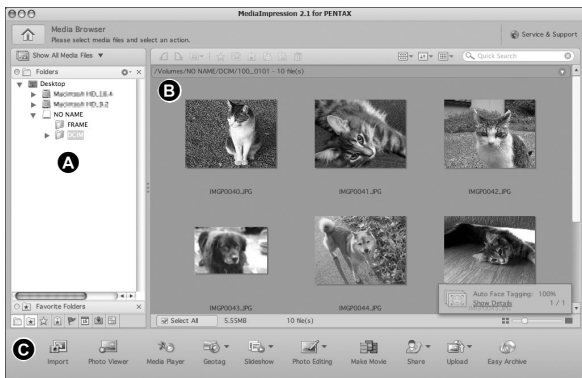 MediaImpression 2.1 for PENTAX
Media Browser
Please select media files and select an action.
Service & Support
Show All Media Files
Quick Search
Folders
/Volumes/NO NAME/DCIM/100_0101 - 10 file(s)
Desktop
NO NAME
FRAME
DCIM
A
B
IMGP0040.JPG
IMGP0041.JPG
IMGP0042.JPG
IMGP0043.JPG
IMGP0044.JPG
Auto Face Tagging: 100%
Show Details
1 / 1
Favorite Folders
Select All
5.55MB
10 file(s)
C
Import
Photo Viewer
Media Player
Geotag
Slideshow
Photo Editing
Make Movie
Share
Upload
Easy Archive